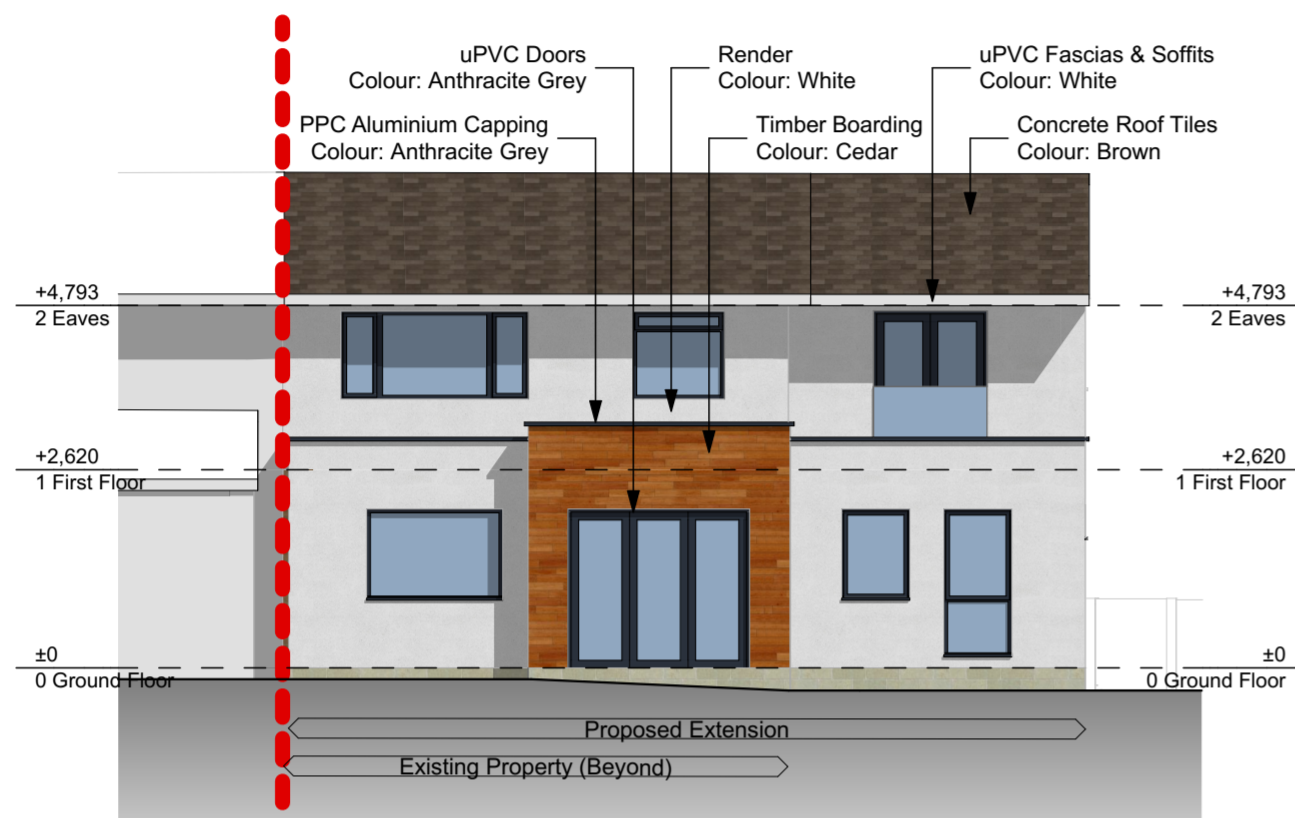 uPVC Doors
Colour: Anthracite Grey
Render
Colour: White
uPVC Fascias & Soffits
Colour: White
PPC Aluminium Capping
Colour: Anthracite Grey
Timber Boarding
Colour: Cedar
Concrete Roof Tiles
Colour: Brown
+4,793
2 Eaves
+4,793
2 Eaves
+2,620
1 First Floor
+2,620
1 First Floor
±0
0 Ground Floor
±0
0 Ground Floor
Proposed Extension
Existing Property (Beyond)